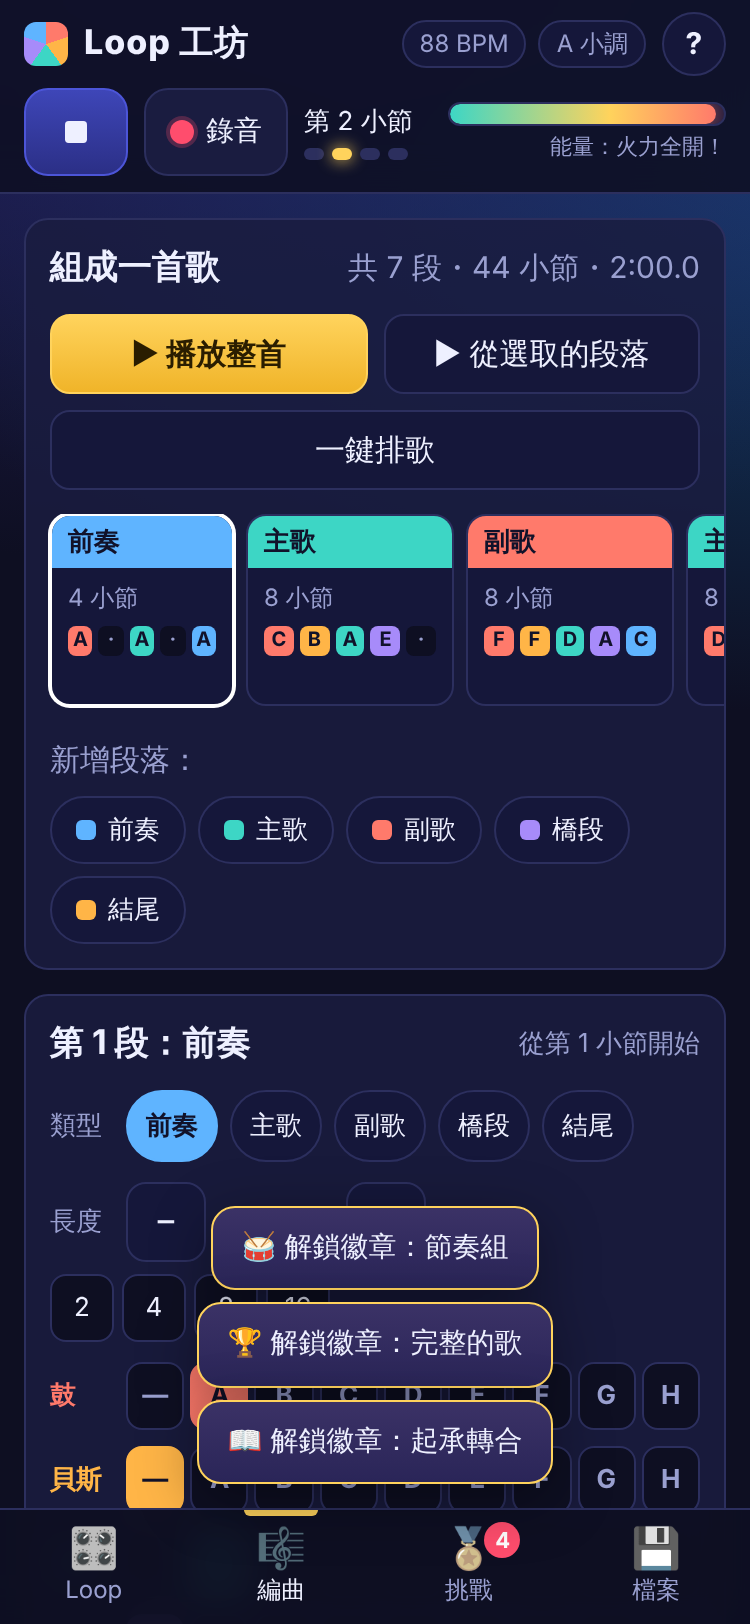 Loop 工坊
88 BPM
A 小調
?
錄音
第 2 小節
能量：火力全開！
組成一首歌
共 7 段・44 小節・2:00.0
▶ 播放整首
▶ 從選取的段落
一鍵排歌
前奏
主歌
副歌
主
4 小節
8 小節
8 小節
8
A · A · A
C B A E ·
F F D A C
D
新增段落：
前奏
主歌
副歌
橋段
結尾
第 1 段：前奏
從第 1 小節開始
類型 前奏 主歌 副歌 橋段 結尾
長度 −
🥁 解鎖徽章：節奏組
2 4
🏆 解鎖徽章：完整的歌
鼓 — A B C D E F G H
📖 解鎖徽章：起承轉合
貝斯 — G H
Loop
編曲
4
挑戰
檔案